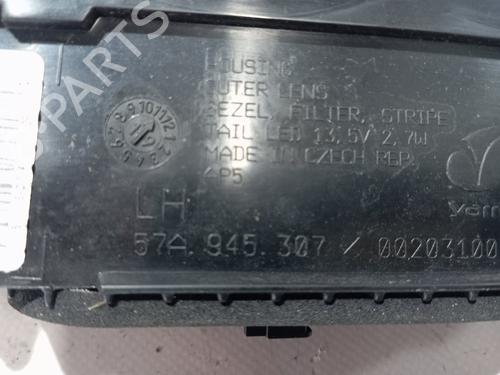 HOUSING
OUTER LENS
BEZEL, FILTER, STRIPE
TAIL LED 13,5V 2,7W
MADE IN CZECH REP.
LH
57A.945.307 / 00203100
PARTS